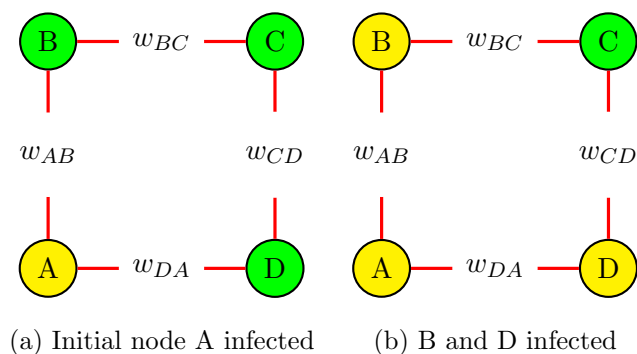 B w_{BC} C B w_{BC} C
w_{AB} w_{CD} w_{AB} w_{CD}
A w_{DA} D A w_{DA} D
(a) Initial node A infected (b) B and D infected